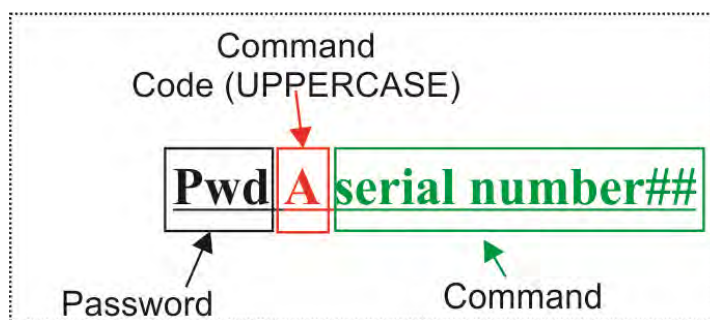 Command
Code (UPPERCASE)
Pwd A serial number##
Password
Command